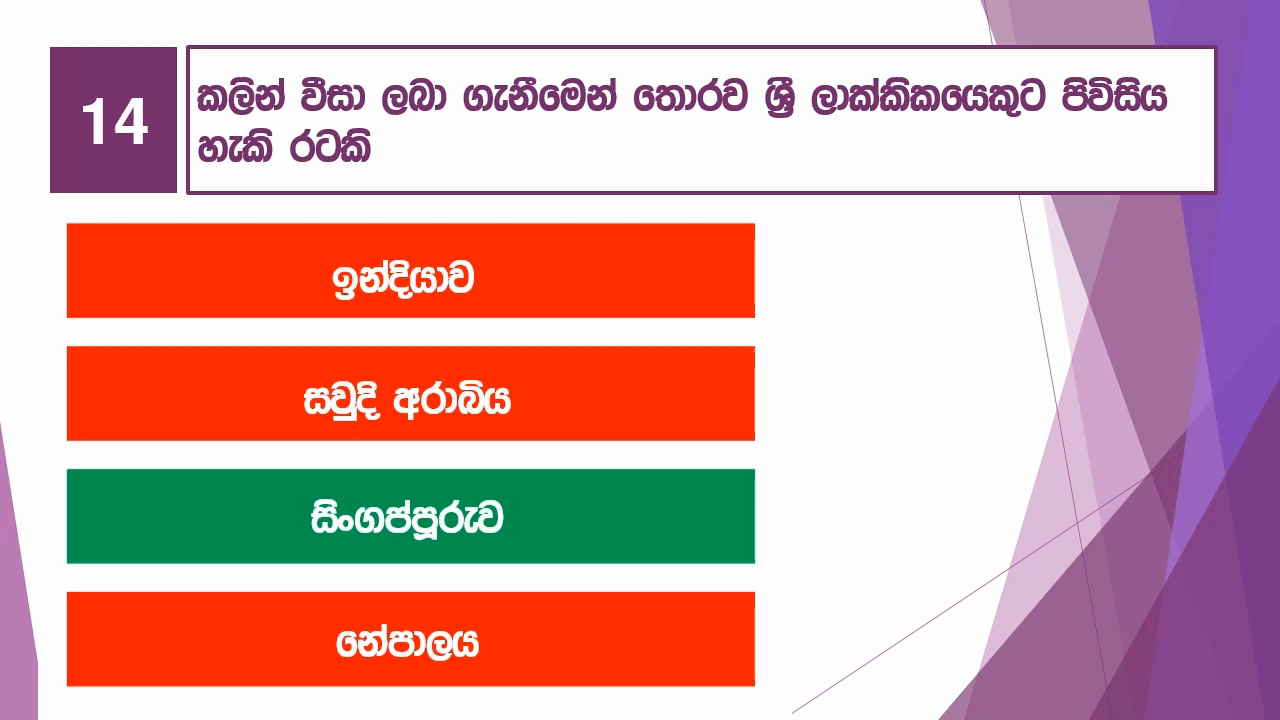 14
කලින් වීසා ලබා ගැනීමෙන් තොරව ශ්‍රී ලාක්කිකයෙකුට පිවිසිය
හැකි රටකි
ඉන්දියාව
සවුදි අරාබිය
සිංගප්පූරුව
නේපාලය